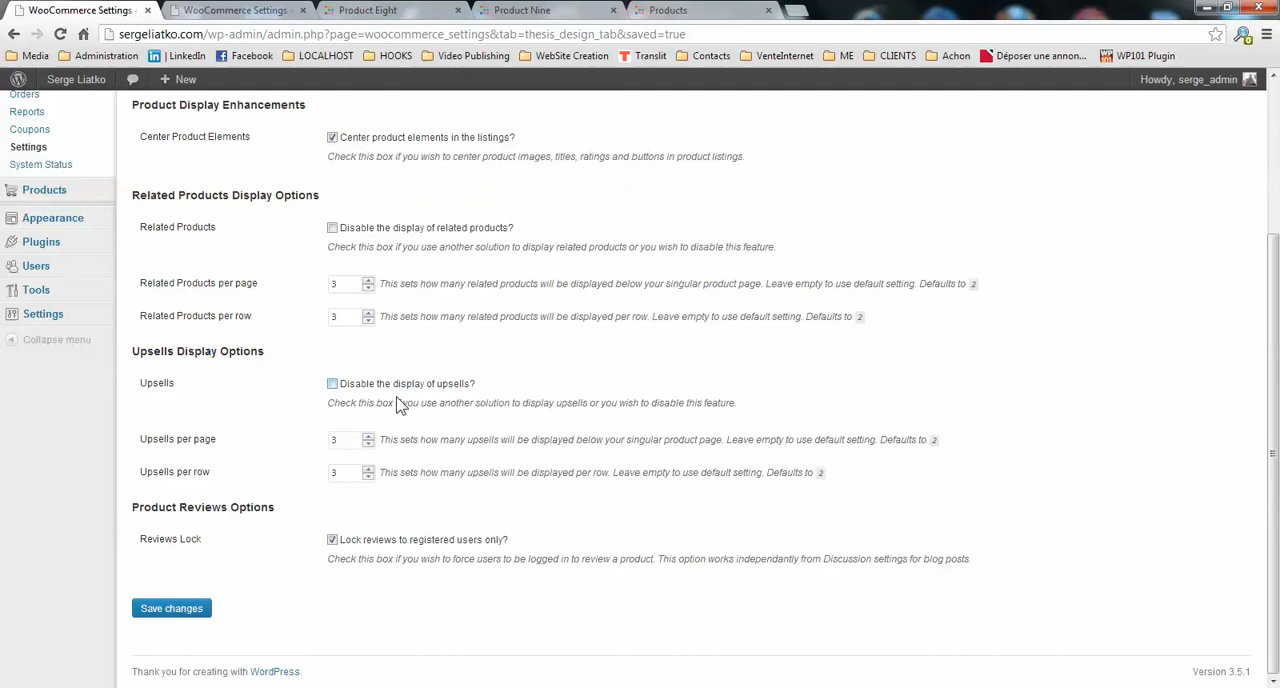 WooCommerce Settings ‹ × WooCommerce Settings ‹ × Product Eight × Product Nine × Products ×
sergeliatko.com/wp-admin/admin.php?page=woocommerce_settings&tab=thesis_design_tab&saved=true
Media Administration LinkedIn Facebook LOCALHOST HOOKS Video Publishing WebSite Creation Translit Contacts VenteInternet ME CLIENTS Achon Déposer une annon... WP101 Plugin
Serge Liatko + New Howdy, serge_admin
Orders
Reports
Coupons
Settings
System Status
Products
Appearance
Plugins
Users
Tools
Settings
Collapse menu
Product Display Enhancements
Center Product Elements Center product elements in the listings?
Check this box if you wish to center product images, titles, ratings and buttons in product listings.
Related Products Display Options
Related Products Disable the display of related products?
Check this box if you use another solution to display related products or you wish to disable this feature.
Related Products per page 3 This sets how many related products will be displayed below your singular product page. Leave empty to use default setting. Defaults to 2
Related Products per row 3 This sets how many related products will be displayed per row. Leave empty to use default setting. Defaults to 2
Upsells Display Options
Upsells Disable the display of upsells?
Check this box you use another solution to display upsells or you wish to disable this feature.
Upsells per page 3 This sets how many upsells will be displayed below your singular product page. Leave empty to use default setting. Defaults to 2
Upsells per row 3 This sets how many upsells will be displayed per row. Leave empty to use default setting. Defaults to 2
Product Reviews Options
Reviews Lock Lock reviews to registered users only?
Check this box if you wish to force users to be logged in to review a product. This option works independantly from Discussion settings for blog posts.
Save changes
Thank you for creating with WordPress. Version 3.5.1